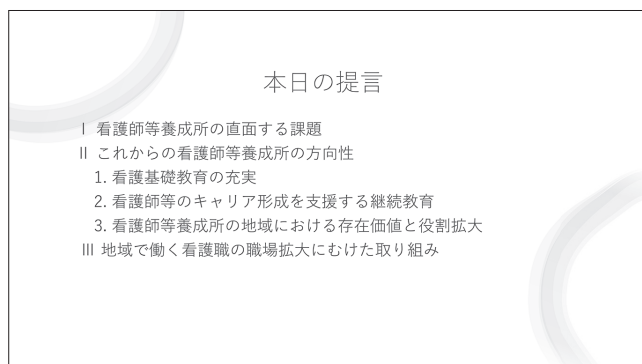 本日の提言
Ⅰ 看護師等養成所の直面する課題
Ⅱ これからの看護師等養成所の方向性
1. 看護基礎教育の充実
2. 看護師等のキャリア形成を支援する継続教育
3. 看護師等養成所の地域における存在価値と役割拡大
Ⅲ 地域で働く看護職の職場拡大にむけた取り組み